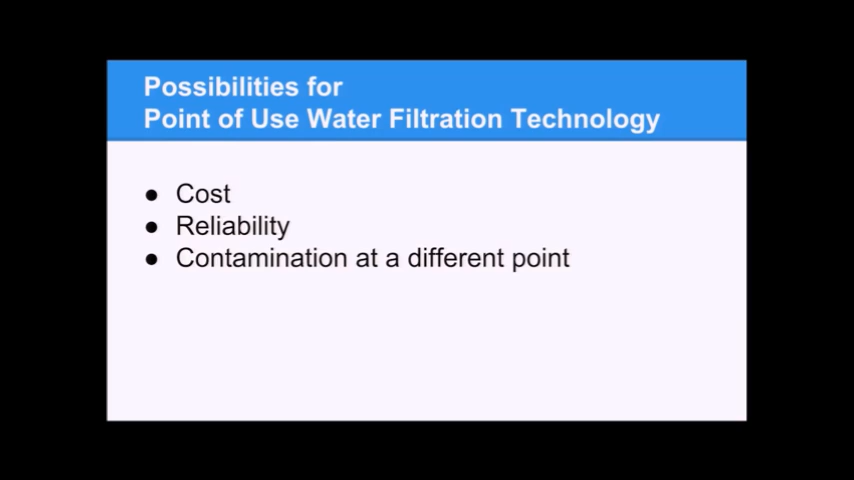 Possibilities for
Point of Use Water Filtration Technology
● Cost
● Reliability
● Contamination at a different point